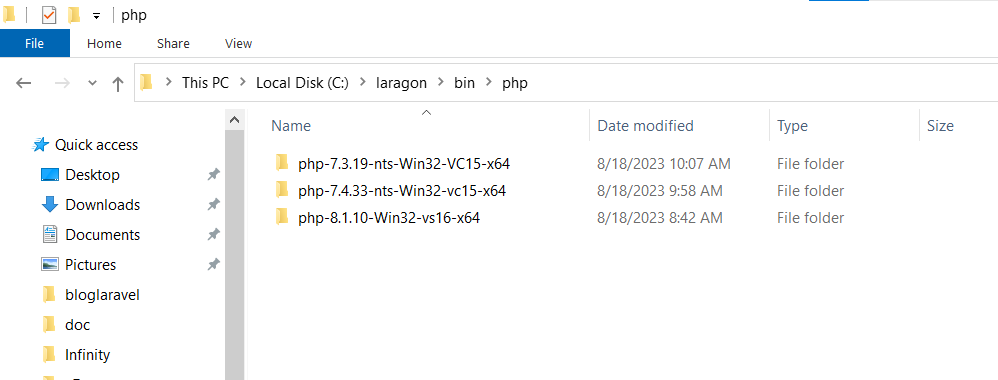 php
File Home Share View
This PC > Local Disk (C:) > laragon > bin > php
Name Date modified Type Size
Quick access
Desktop
Downloads
Documents
Pictures
bloglaravel
doc
Infinity
php-7.3.19-nts-Win32-VC15-x64 8/18/2023 10:07 AM File folder
php-7.4.33-nts-Win32-vc15-x64 8/18/2023 9:58 AM File folder
php-8.1.10-Win32-vs16-x64 8/18/2023 8:42 AM File folder